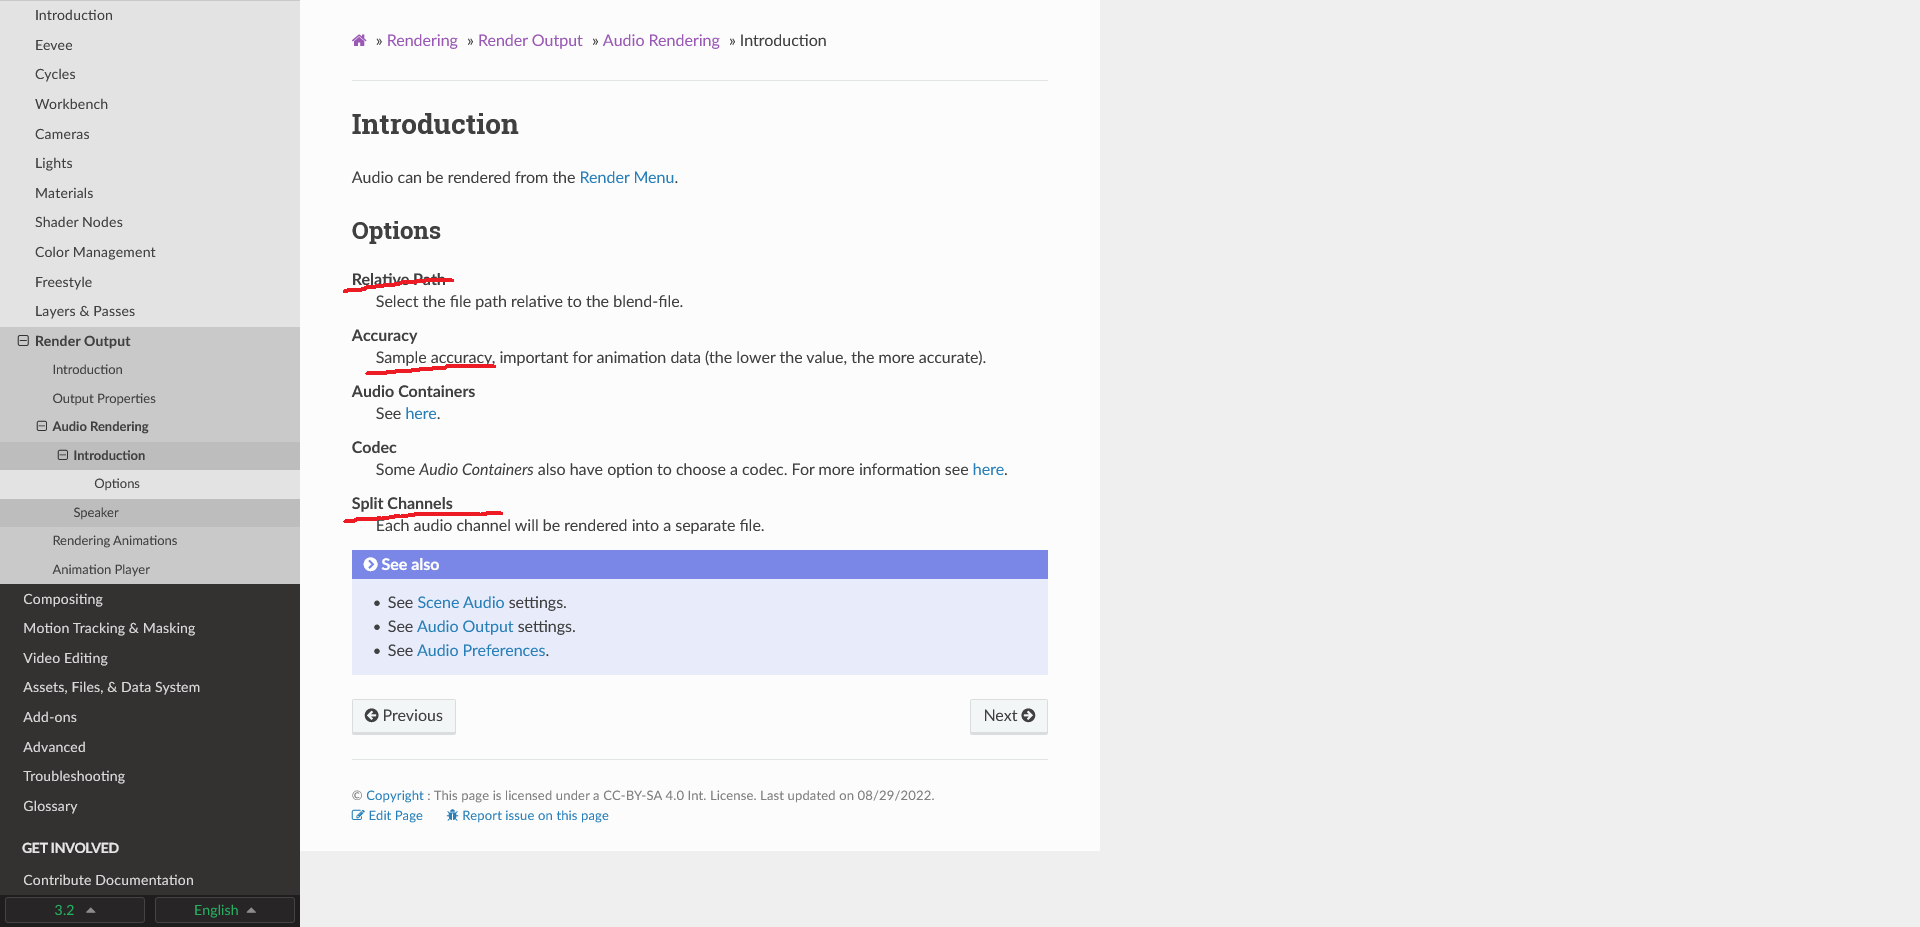 Introduction
Eevee
Cycles
Workbench
Cameras
Lights
Materials
Shader Nodes
Color Management
Freestyle
Layers & Passes
Render Output
Introduction
Output Properties
Audio Rendering
Introduction
Options
Speaker
Rendering Animations
Animation Player
Compositing
Motion Tracking & Masking
Video Editing
Assets, Files, & Data System
Add-ons
Advanced
Troubleshooting
Glossary
GET INVOLVED
Contribute Documentation
3.2
English
» Rendering » Render Output » Audio Rendering » Introduction
Introduction
Audio can be rendered from the Render Menu.
Options
Relative Path
Select the file path relative to the blend-file.
Accuracy
Sample accuracy, important for animation data (the lower the value, the more accurate).
Audio Containers
See here.
Codec
Some Audio Containers also have option to choose a codec. For more information see here.
Split Channels
Each audio channel will be rendered into a separate file.
See also
• See Scene Audio settings.
• See Audio Output settings.
• See Audio Preferences.
Previous
Next
© Copyright : This page is licensed under a CC-BY-SA 4.0 Int. License. Last updated on 08/29/2022.
Edit Page Report issue on this page